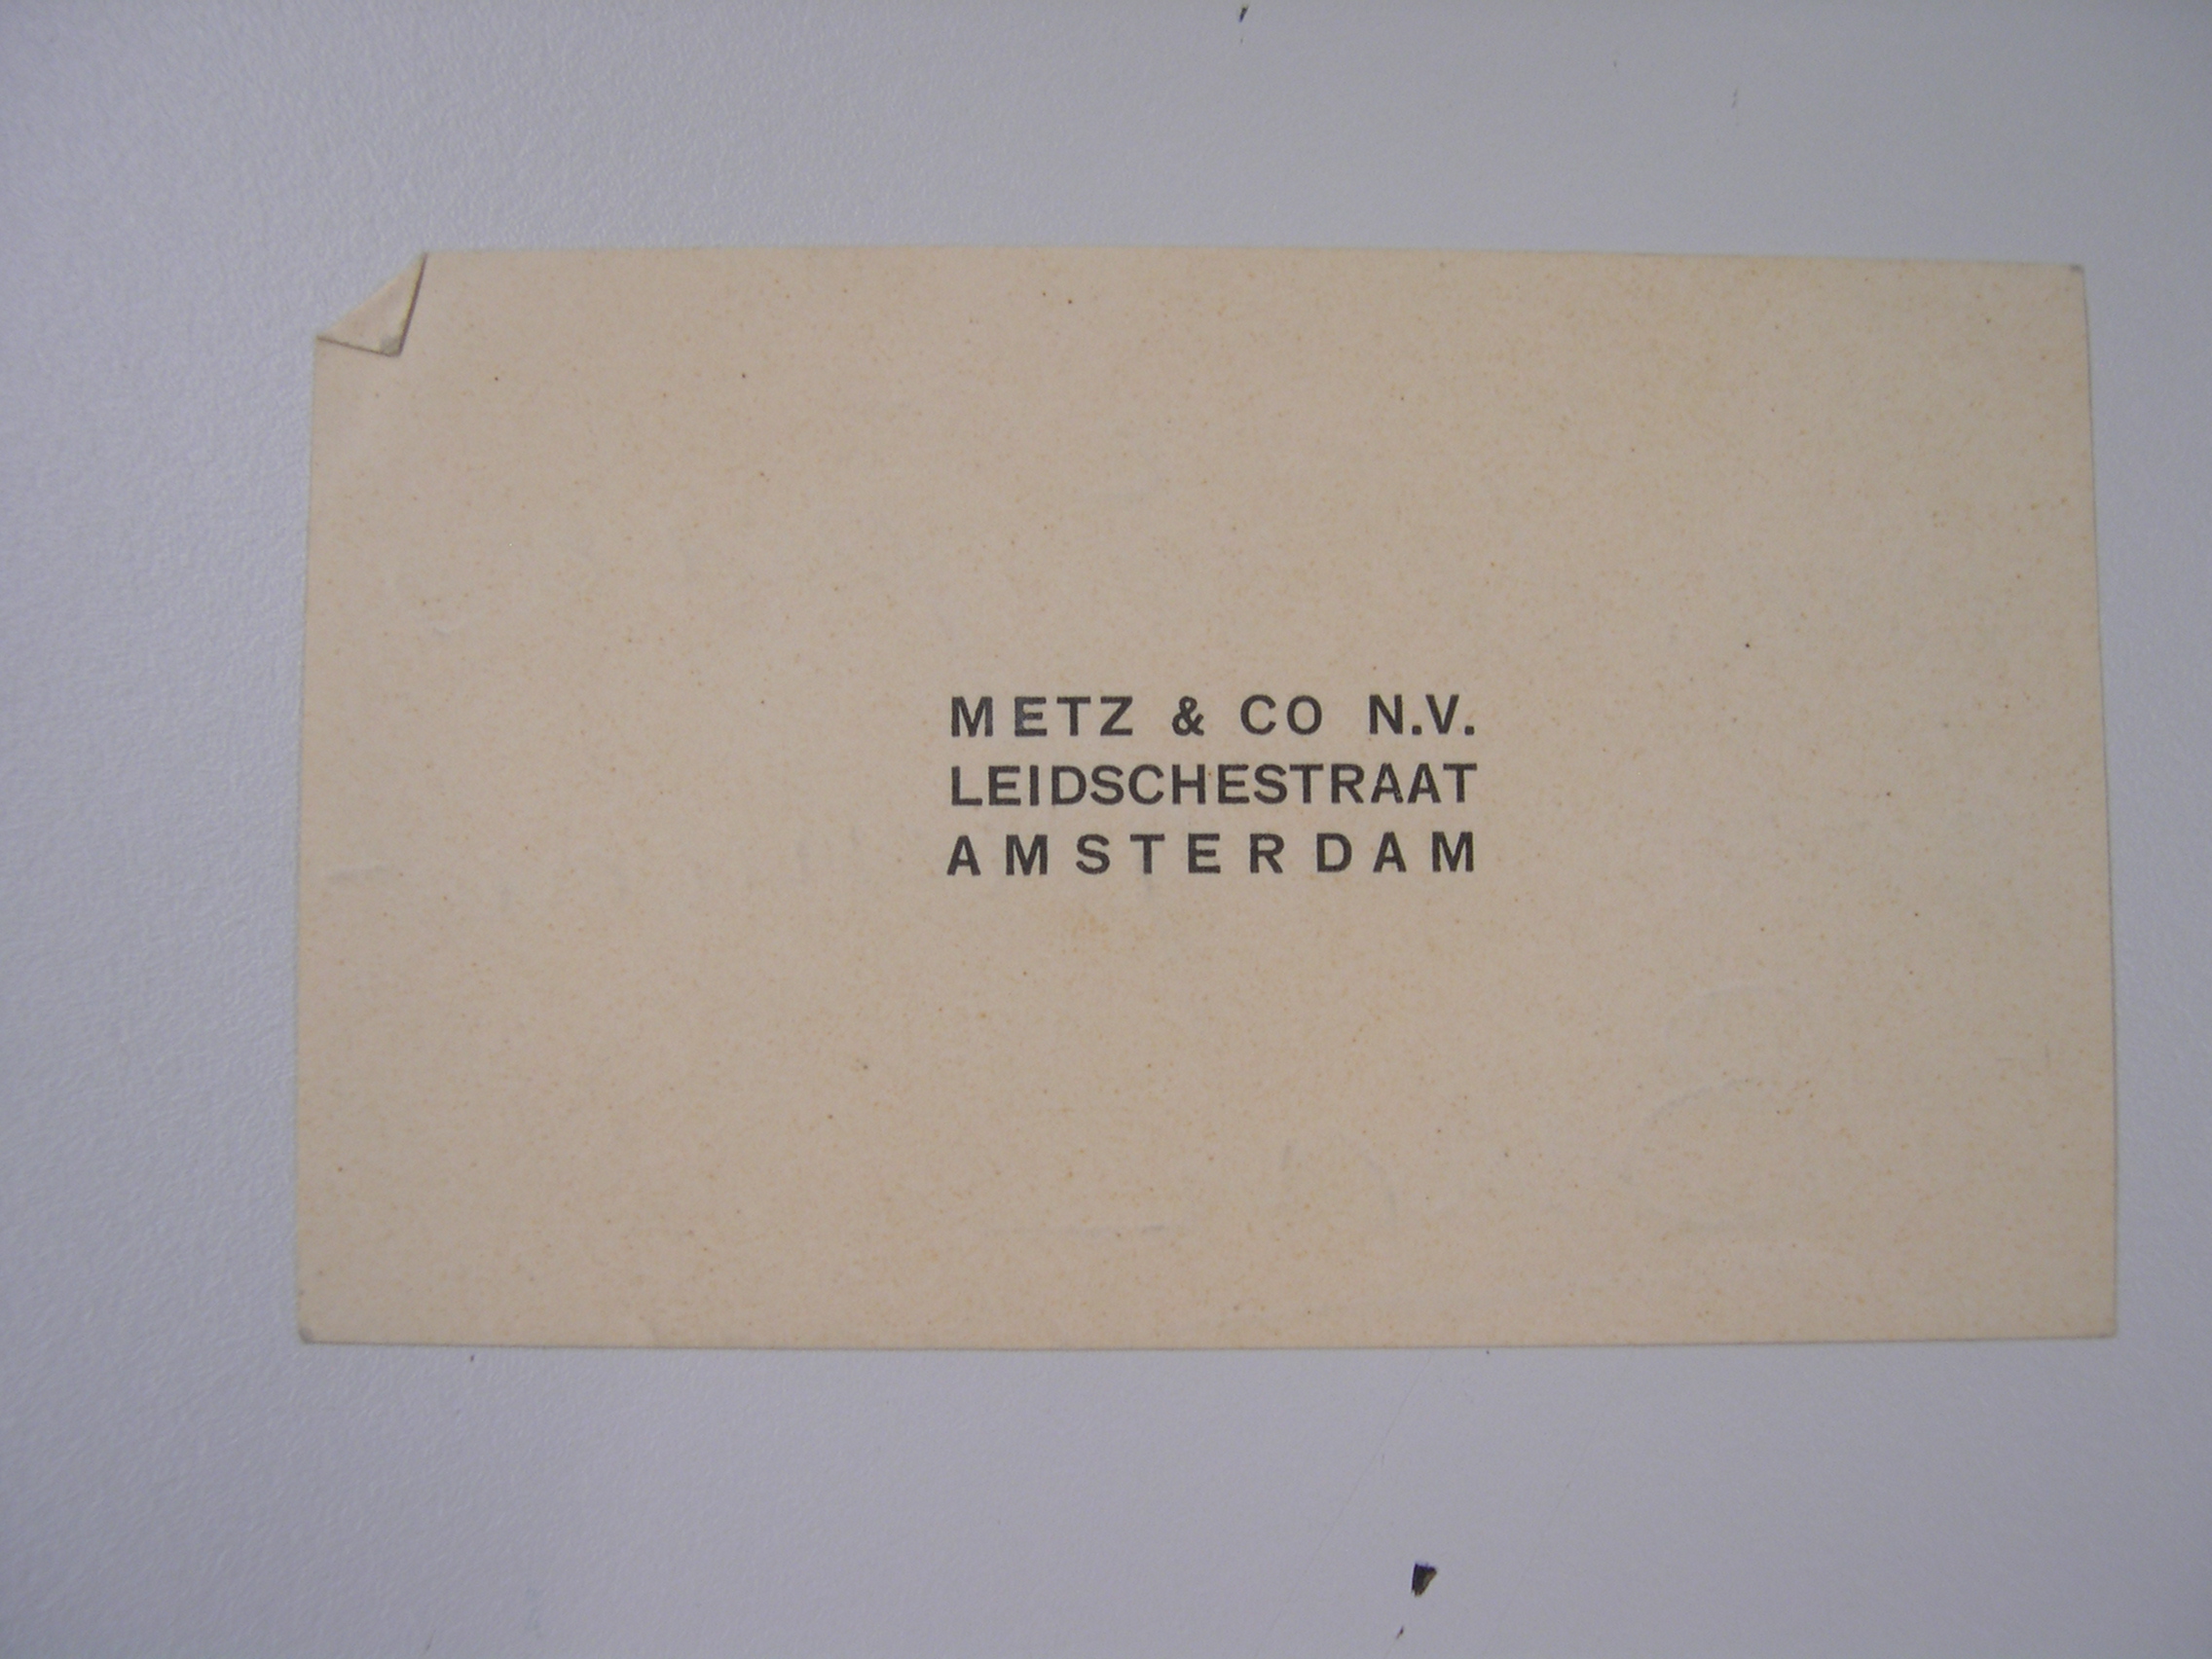 METZ & CO N.V.
LEIDSCHESTRAAT
AMSTERDAM